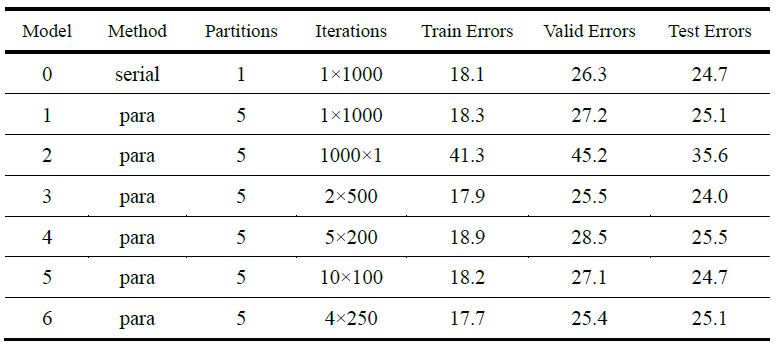 Model Method Partitions Iterations Train Errors Valid Errors Test Errors
0 serial 1 1×1000 18.1 26.3 24.7
1 para 5 1×1000 18.3 27.2 25.1
2 para 5 1000×1 41.3 45.2 35.6
3 para 5 2×500 17.9 25.5 24.0
4 para 5 5×200 18.9 28.5 25.5
5 para 5 10×100 18.2 27.1 24.7
6 para 5 4×250 17.7 25.4 25.1